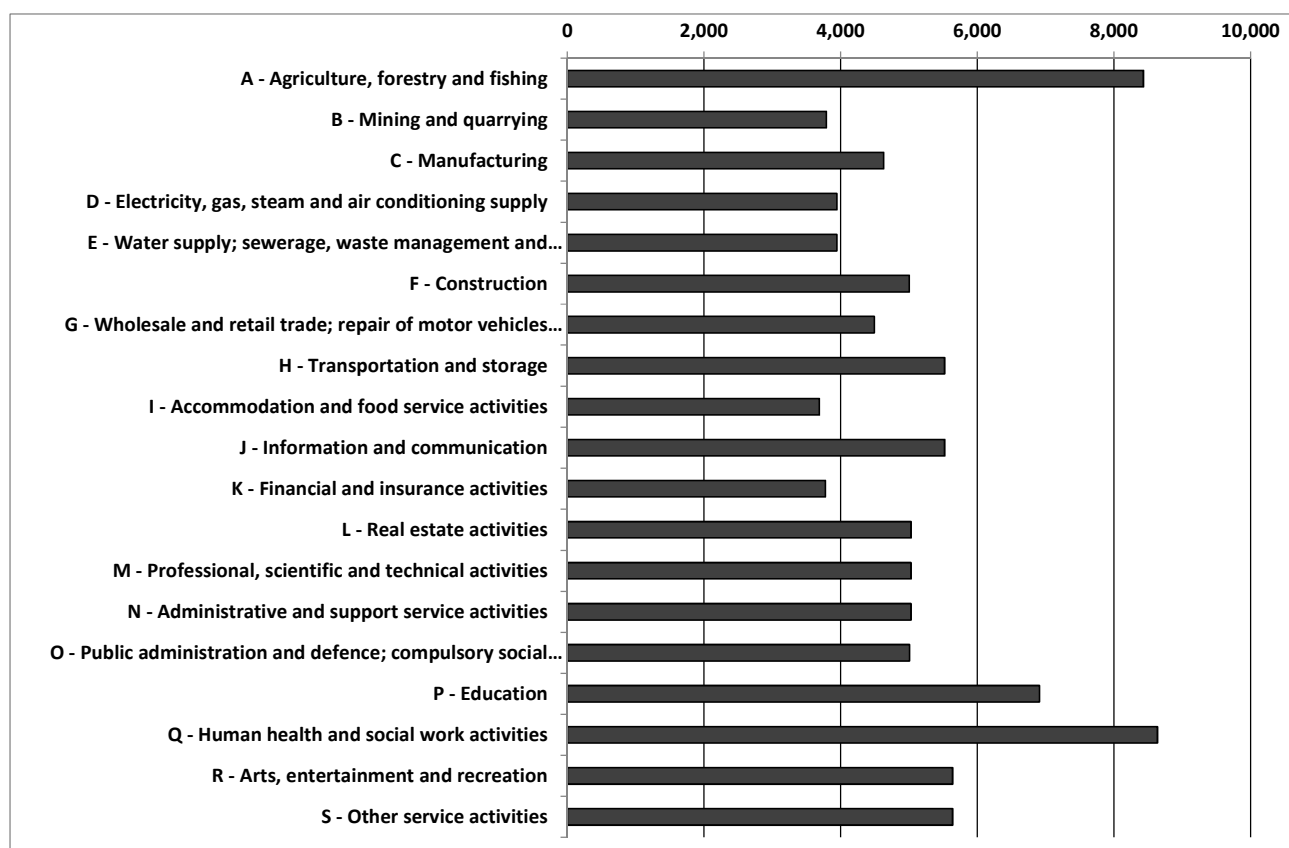 0 2,000 4,000 6,000 8,000 10,000
A - Agriculture, forestry and fishing
B - Mining and quarrying
C - Manufacturing
D - Electricity, gas, steam and air conditioning supply
E - Water supply; sewerage, waste management and...
F - Construction
G - Wholesale and retail trade; repair of motor vehicles...
H - Transportation and storage
I - Accommodation and food service activities
J - Information and communication
K - Financial and insurance activities
L - Real estate activities
M - Professional, scientific and technical activities
N - Administrative and support service activities
O - Public administration and defence; compulsory social...
P - Education
Q - Human health and social work activities
R - Arts, entertainment and recreation
S - Other service activities